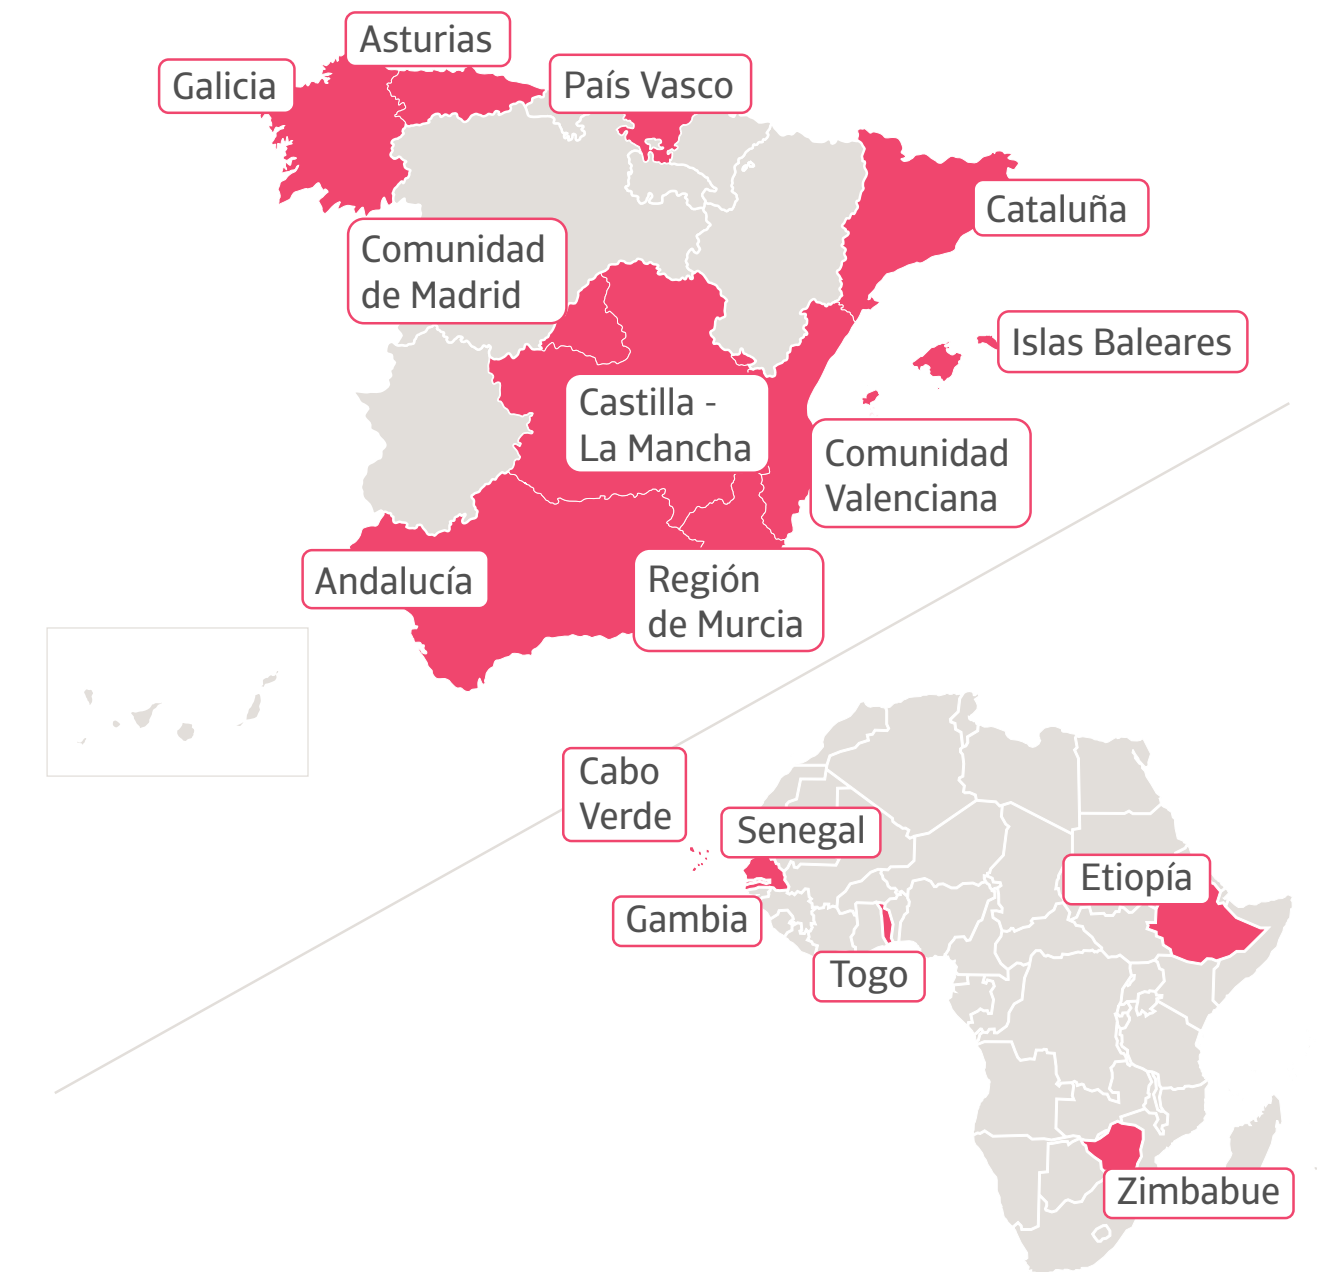 Asturias
Galicia
País Vasco
Cataluña
Comunidad
de Madrid
Islas Baleares
Castilla -
La Mancha
Comunidad
Valenciana
Andalucía
Región
de Murcia
Cabo
Verde
Senegal
Etiopía
Gambia
Togo
Zimbabue